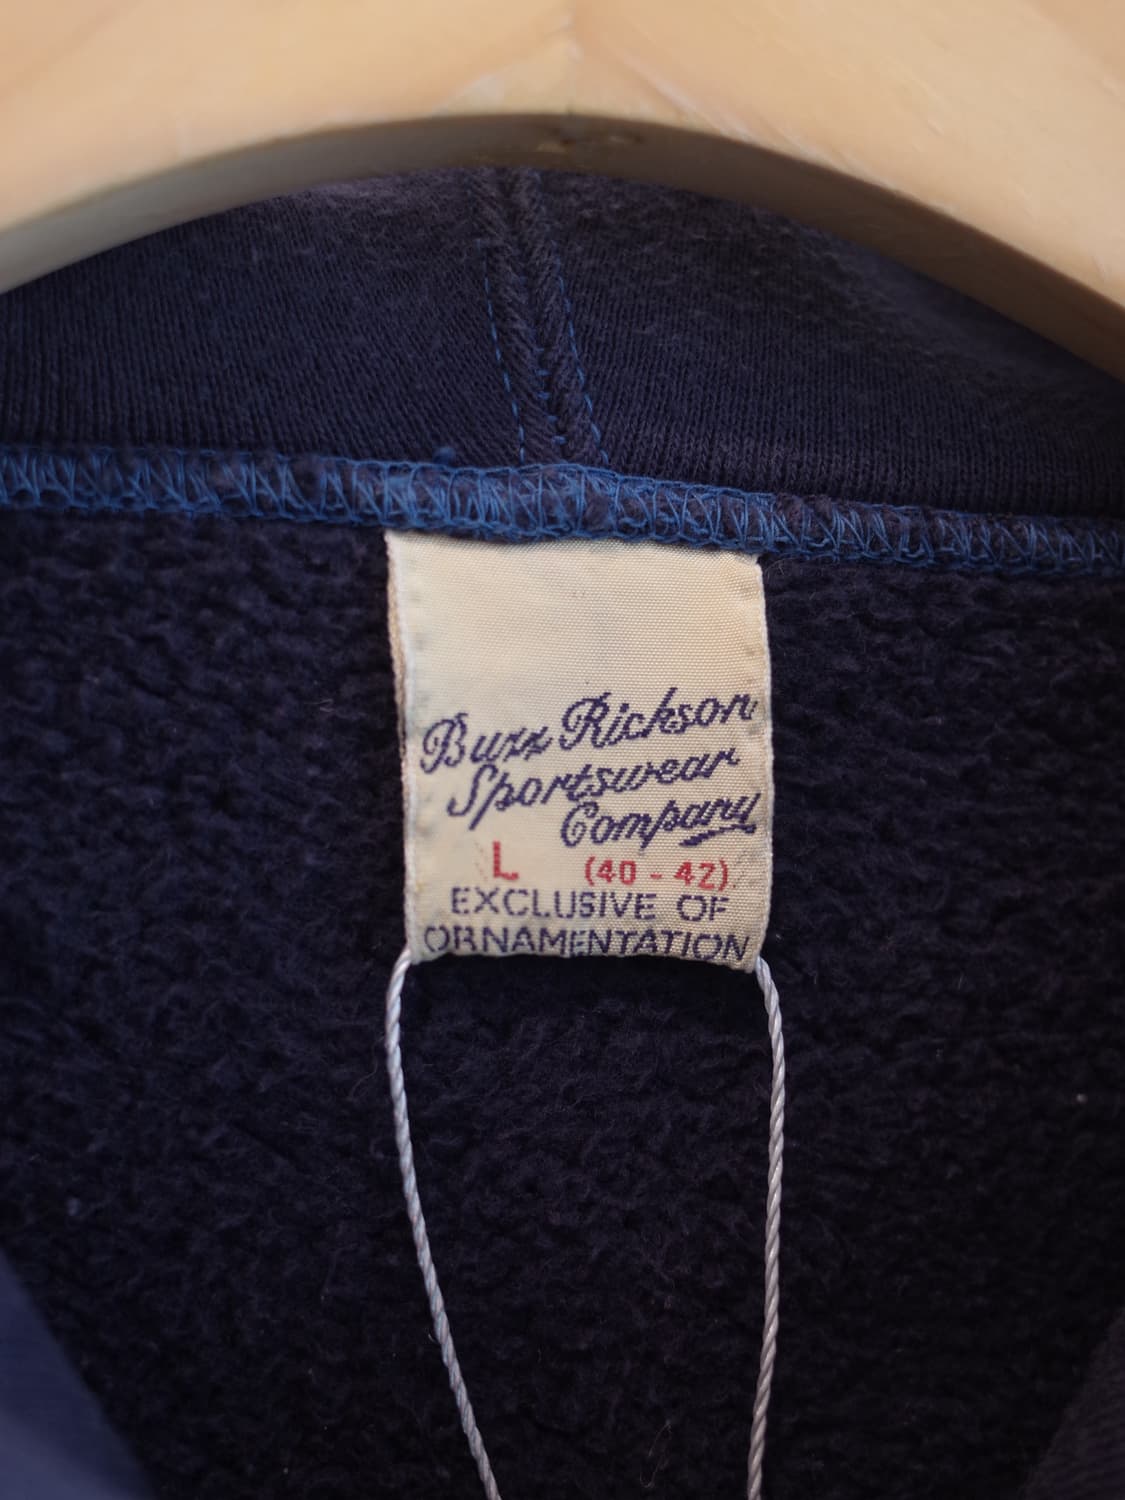 Buzz Rickson
Sportswear
Company
L (40 - 42)
EXCLUSIVE OF
ORNAMENTATION